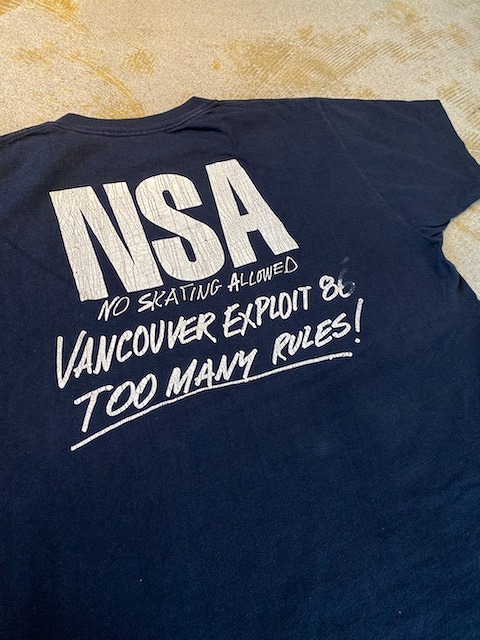 NSA
NO SKATING ALLOWED
VANCOUVER EXPLOIT 86
TOO MANY RULES!